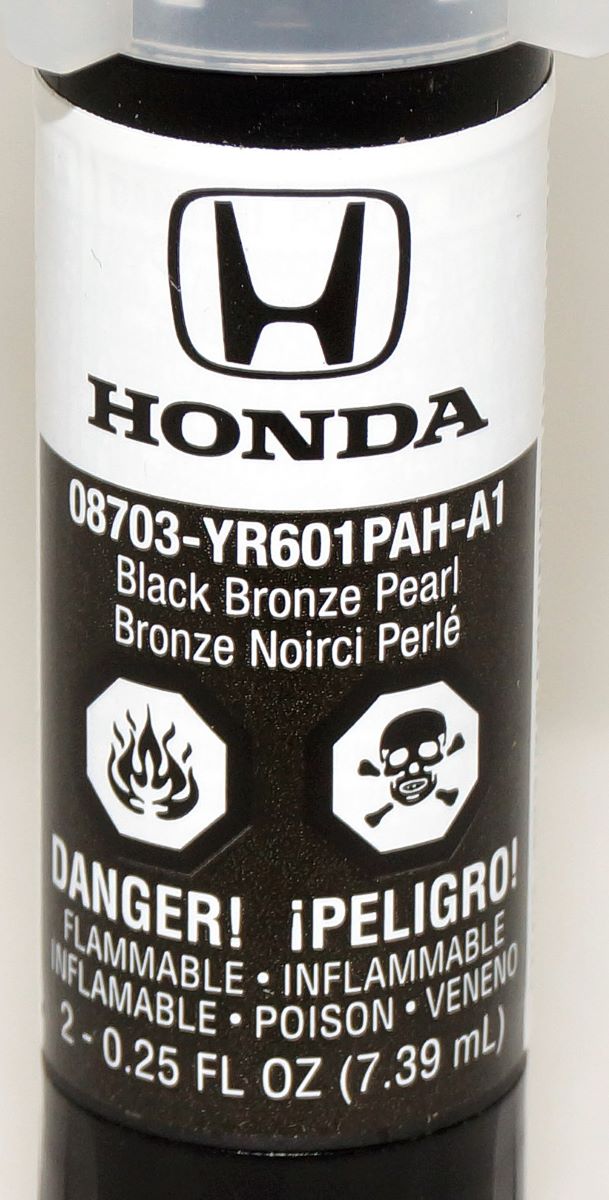 HONDA
08703-YR601PAH-A1
Black Bronze Pearl
Bronze Noirci Perlé
DANGER! ¡PELIGRO!
FLAMMABLE • INFLAMMABLE
INFLAMABLE • POISON • VENENO
2 - 0.25 FL OZ (7.39 mL)